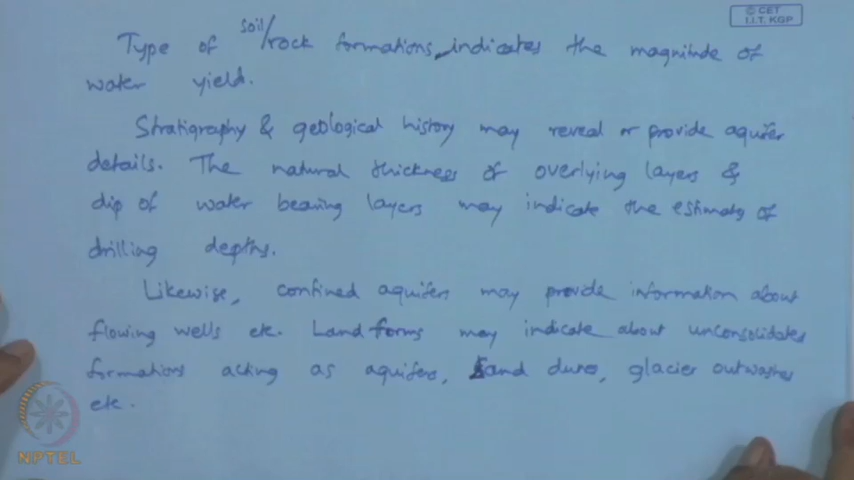 © CET
I.I.T. KGP
Type of soil/rock formations, indicates the magnitude of
water yield.
Stratigraphy & geological history may reveal or provide aquifer
details. The natural thickness of overlying layers &
dip of water bearing layers may indicate the estimate of
drilling depths.
Likewise, confined aquifers may provide information about
flowing wells etc. Land forms may indicate about unconsolidated
formations acting as aquifers, sand dunes, glacier outwashes
etc.
NPTEL